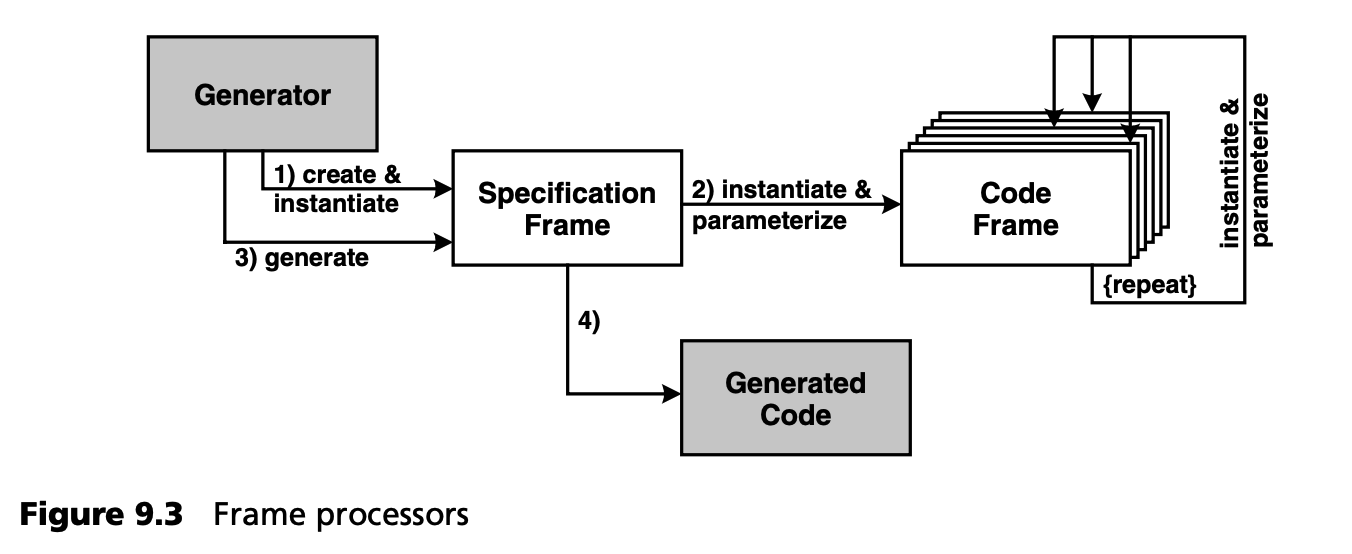 Generator
1) create &
instantiate
3) generate
Specification
Frame
2) instantiate &
parameterize
Code
Frame
instantiate &
parameterize
{repeat}
4)
Generated
Code
Figure 9.3 Frame processors